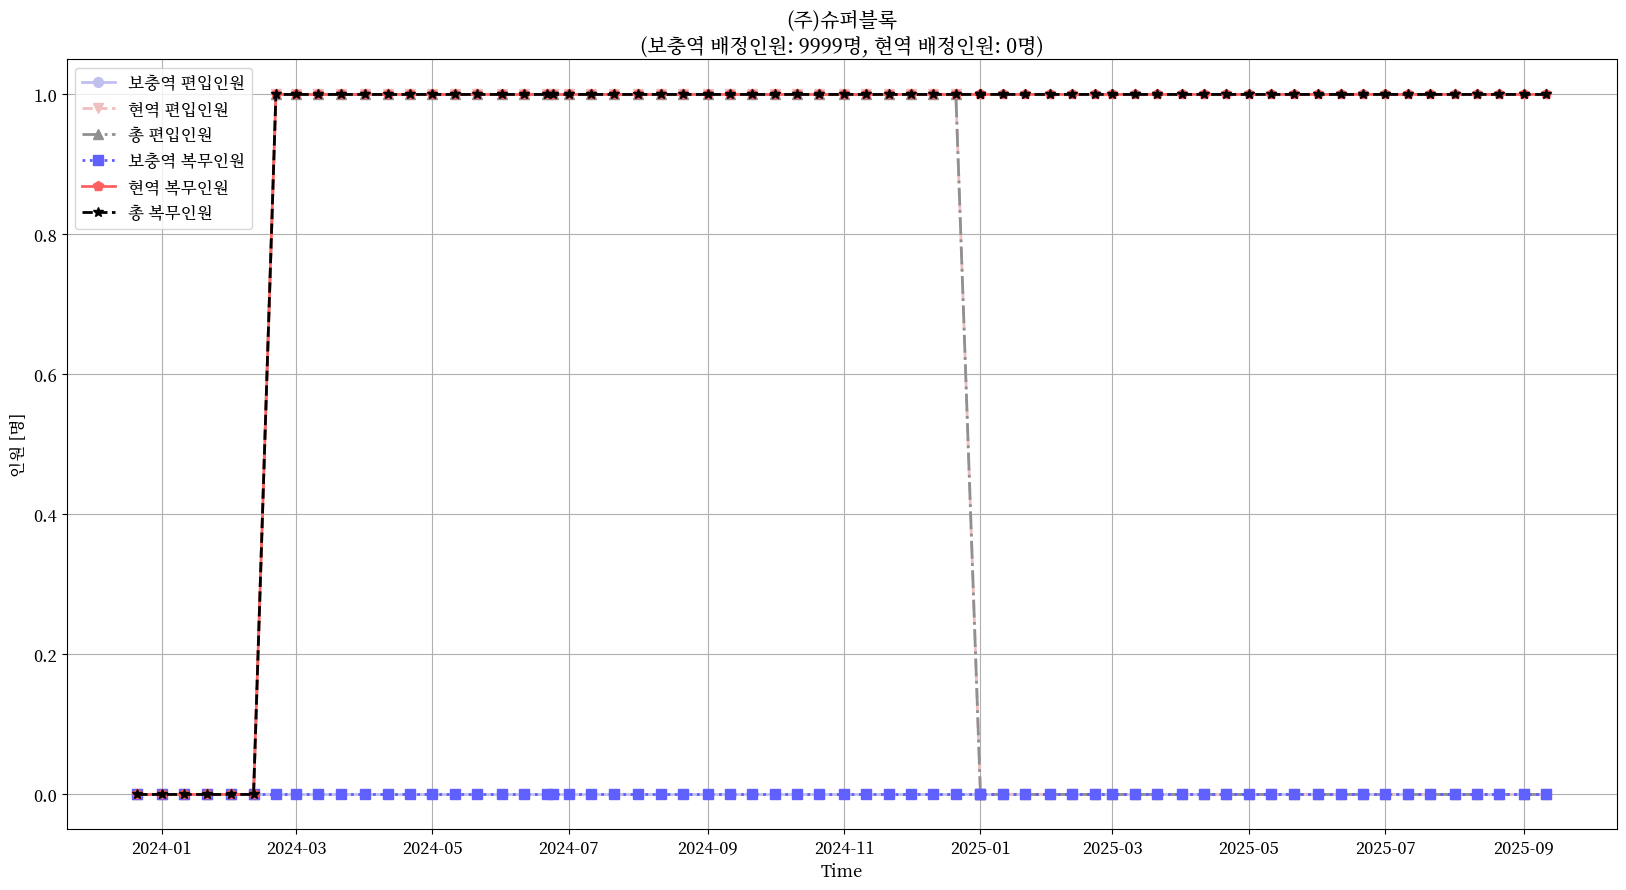 (주)슈퍼블록
(보충역 배정인원: 9999명, 현역 배정인원: 0명)
보충역 편입인원
현역 편입인원
총 편입인원
보충역 복무인원
현역 복무인원
총 복무인원
1.0
0.8
0.6
0.4
0.2
0.0
인원 [명]
2024-01
2024-03
2024-05
2024-07
2024-09
2024-11
2025-01
2025-03
2025-05
2025-07
2025-09
Time